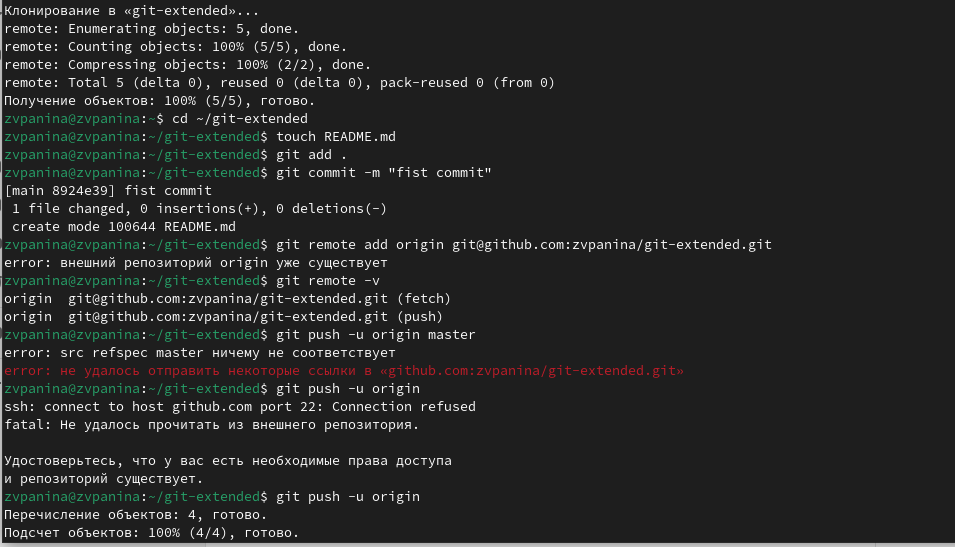 Клонирование в «git-extended»...
remote: Enumerating objects: 5, done.
remote: Counting objects: 100% (5/5), done.
remote: Compressing objects: 100% (2/2), done.
remote: Total 5 (delta 0), reused 0 (delta 0), pack-reused 0 (from 0)
Получение объектов: 100% (5/5), готово.
zvpanina@zvpanina:~$ cd ~/git-extended
zvpanina@zvpanina:~/git-extended$ touch README.md
zvpanina@zvpanina:~/git-extended$ git add .
zvpanina@zvpanina:~/git-extended$ git commit -m "fist commit"
[main 8924e39] fist commit
 1 file changed, 0 insertions(+), 0 deletions(-)
 create mode 100644 README.md
zvpanina@zvpanina:~/git-extended$ git remote add origin git@github.com:zvpanina/git-extended.git
error: внешний репозиторий origin уже существует
zvpanina@zvpanina:~/git-extended$ git remote -v
origin  git@github.com:zvpanina/git-extended.git (fetch)
origin  git@github.com:zvpanina/git-extended.git (push)
zvpanina@zvpanina:~/git-extended$ git push -u origin master
error: src refspec master ничему не соответствует
error: не удалось отправить некоторые ссылки в «github.com:zvpanina/git-extended.git»
zvpanina@zvpanina:~/git-extended$ git push -u origin
ssh: connect to host github.com port 22: Connection refused
fatal: Не удалось прочитать из внешнего репозитория.

Удостоверьтесь, что у вас есть необходимые права доступа
и репозиторий существует.
zvpanina@zvpanina:~/git-extended$ git push -u origin
Перечисление объектов: 4, готово.
Подсчет объектов: 100% (4/4), готово.